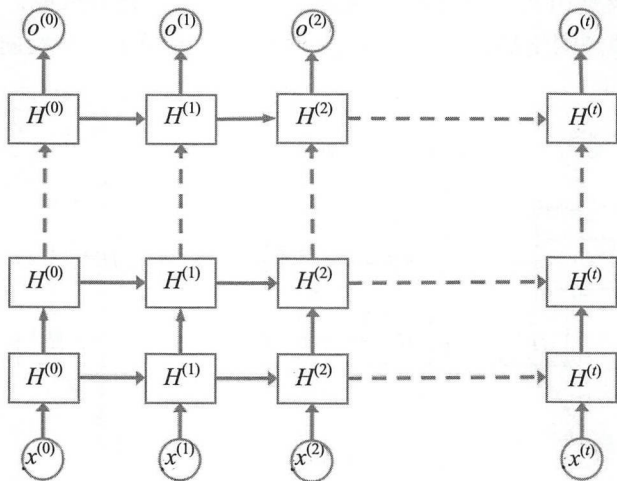 o^(0) o^(1) o^(2) o^(t)
H^(0) H^(1) H^(2) H^(t)
H^(0) H^(1) H^(2) H^(t)
H^(0) H^(1) H^(2) H^(t)
x^(0) x^(1) x^(2) x^(t)